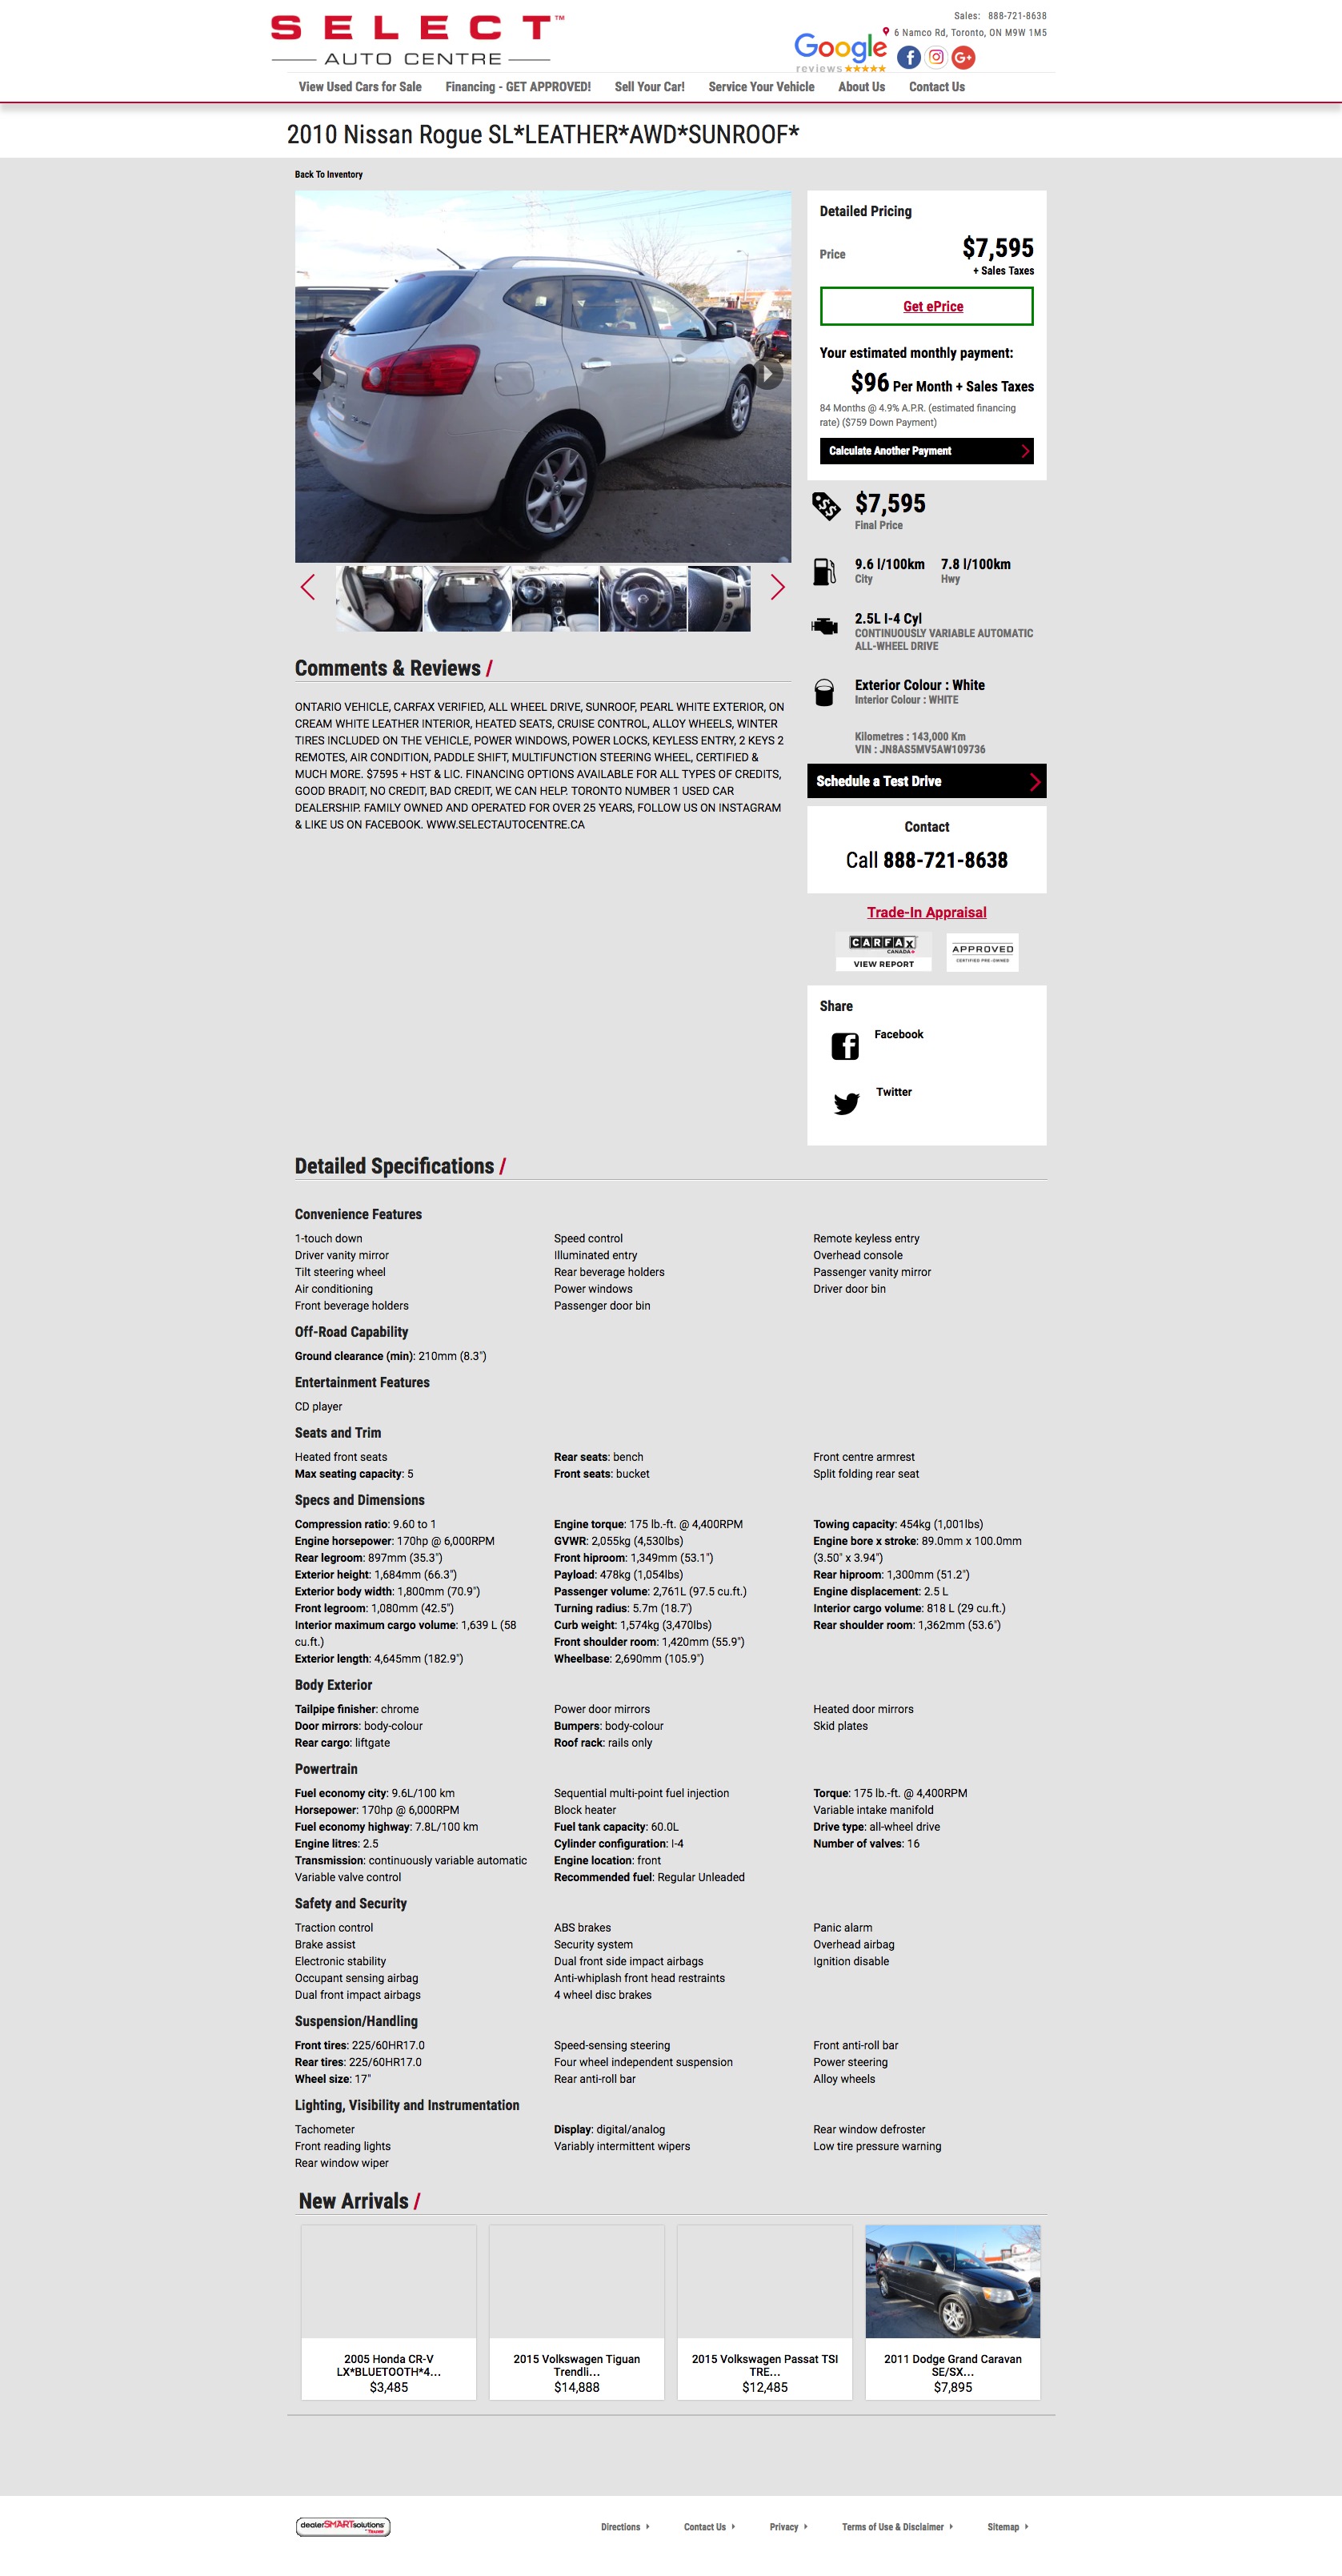 SELECT™
AUTO CENTRE
Sales: 888-721-8638
6 Namco Rd, Toronto, ON M9W 1M5
Google
reviews
View Used Cars for Sale
Financing - GET APPROVED!
Sell Your Car!
Service Your Vehicle
About Us
Contact Us
2010 Nissan Rogue SL*LEATHER*AWD*SUNROOF*
Back To Inventory
Detailed Pricing
Price
$7,595
+ Sales Taxes
Get ePrice
Your estimated monthly payment:
$96 Per Month + Sales Taxes
84 Months @ 4.9% A.P.R. (estimated financing
rate) ($759 Down Payment)
Calculate Another Payment
$7,595
Final Price
9.6 l/100km
City
7.8 l/100km
Hwy
2.5L I-4 Cyl
CONTINUOUSLY VARIABLE AUTOMATIC
ALL-WHEEL DRIVE
Exterior Colour : White
Interior Colour : WHITE
Kilometres : 143,000 Km
VIN : JN8AS5MV5AW109736
Schedule a Test Drive
Contact
Call 888-721-8638
Trade-In Appraisal
CARFAX
CANADA
VIEW REPORT
APPROVED
CERTIFIED PRE-OWNED
Share
Facebook
Twitter
Comments & Reviews /
ONTARIO VEHICLE, CARFAX VERIFIED, ALL WHEEL DRIVE, SUNROOF, PEARL WHITE EXTERIOR, ON
CREAM WHITE LEATHER INTERIOR, HEATED SEATS, CRUISE CONTROL, ALLOY WHEELS, WINTER
TIRES INCLUDED ON THE VEHICLE, POWER WINDOWS, POWER LOCKS, KEYLESS ENTRY, 2 KEYS 2
REMOTES, AIR CONDITION, PADDLE SHIFT, MULTIFUNCTION STEERING WHEEL, CERTIFIED &
MUCH MORE. $7595 + HST & LIC. FINANCING OPTIONS AVAILABLE FOR ALL TYPES OF CREDITS,
GOOD BRADIT, NO CREDIT, BAD CREDIT, WE CAN HELP. TORONTO NUMBER 1 USED CAR
DEALERSHIP. FAMILY OWNED AND OPERATED FOR OVER 25 YEARS, FOLLOW US ON INSTAGRAM
& LIKE US ON FACEBOOK. WWW.SELECTAUTOCENTRE.CA
Detailed Specifications /
Convenience Features
1-touch down
Driver vanity mirror
Tilt steering wheel
Air conditioning
Front beverage holders
Speed control
Illuminated entry
Rear beverage holders
Power windows
Passenger door bin
Remote keyless entry
Overhead console
Passenger vanity mirror
Driver door bin
Off-Road Capability
Ground clearance (min): 210mm (8.3")
Entertainment Features
CD player
Seats and Trim
Heated front seats
Max seating capacity: 5
Rear seats: bench
Front seats: bucket
Front centre armrest
Split folding rear seat
Specs and Dimensions
Compression ratio: 9.60 to 1
Engine horsepower: 170hp @ 6,000RPM
Rear legroom: 897mm (35.3")
Exterior height: 1,684mm (66.3")
Exterior body width: 1,800mm (70.9")
Front legroom: 1,080mm (42.5")
Interior maximum cargo volume: 1,639 L (58
cu.ft.)
Exterior length: 4,645mm (182.9")
Engine torque: 175 lb.-ft. @ 4,400RPM
GVWR: 2,055kg (4,530lbs)
Front hiproom: 1,349mm (53.1")
Payload: 478kg (1,054lbs)
Passenger volume: 2,761L (97.5 cu.ft.)
Turning radius: 5.7m (18.7')
Curb weight: 1,574kg (3,470lbs)
Front shoulder room: 1,420mm (55.9")
Wheelbase: 2,690mm (105.9")
Towing capacity: 454kg (1,001lbs)
Engine bore x stroke: 89.0mm x 100.0mm
(3.50" x 3.94")
Rear hiproom: 1,300mm (51.2")
Engine displacement: 2.5 L
Interior cargo volume: 818 L (29 cu.ft.)
Rear shoulder room: 1,362mm (53.6")
Body Exterior
Tailpipe finisher: chrome
Door mirrors: body-colour
Rear cargo: liftgate
Power door mirrors
Bumpers: body-colour
Roof rack: rails only
Heated door mirrors
Skid plates
Powertrain
Fuel economy city: 9.6L/100 km
Horsepower: 170hp @ 6,000RPM
Fuel economy highway: 7.8L/100 km
Engine litres: 2.5
Transmission: continuously variable automatic
Variable valve control
Sequential multi-point fuel injection
Block heater
Fuel tank capacity: 60.0L
Cylinder configuration: I-4
Engine location: front
Recommended fuel: Regular Unleaded
Torque: 175 lb.-ft. @ 4,400RPM
Variable intake manifold
Drive type: all-wheel drive
Number of valves: 16
Safety and Security
Traction control
Brake assist
Electronic stability
Occupant sensing airbag
Dual front impact airbags
ABS brakes
Security system
Dual front side impact airbags
Anti-whiplash front head restraints
4 wheel disc brakes
Panic alarm
Overhead airbag
Ignition disable
Suspension/Handling
Front tires: 225/60HR17.0
Rear tires: 225/60HR17.0
Wheel size: 17"
Speed-sensing steering
Four wheel independent suspension
Rear anti-roll bar
Front anti-roll bar
Power steering
Alloy wheels
Lighting, Visibility and Instrumentation
Tachometer
Front reading lights
Rear window wiper
Display: digital/analog
Variably intermittent wipers
Rear window defroster
Low tire pressure warning
New Arrivals /
2005 Honda CR-V
LX*BLUETOOTH*4...
$3,485
2015 Volkswagen Tiguan
Trendli...
$14,888
2015 Volkswagen Passat TSI
TRE...
$12,485
2011 Dodge Grand Caravan
SE/SX...
$7,895
dealerSMARTsolutions
Directions
Contact Us
Privacy
Terms of Use & Disclaimer
Sitemap